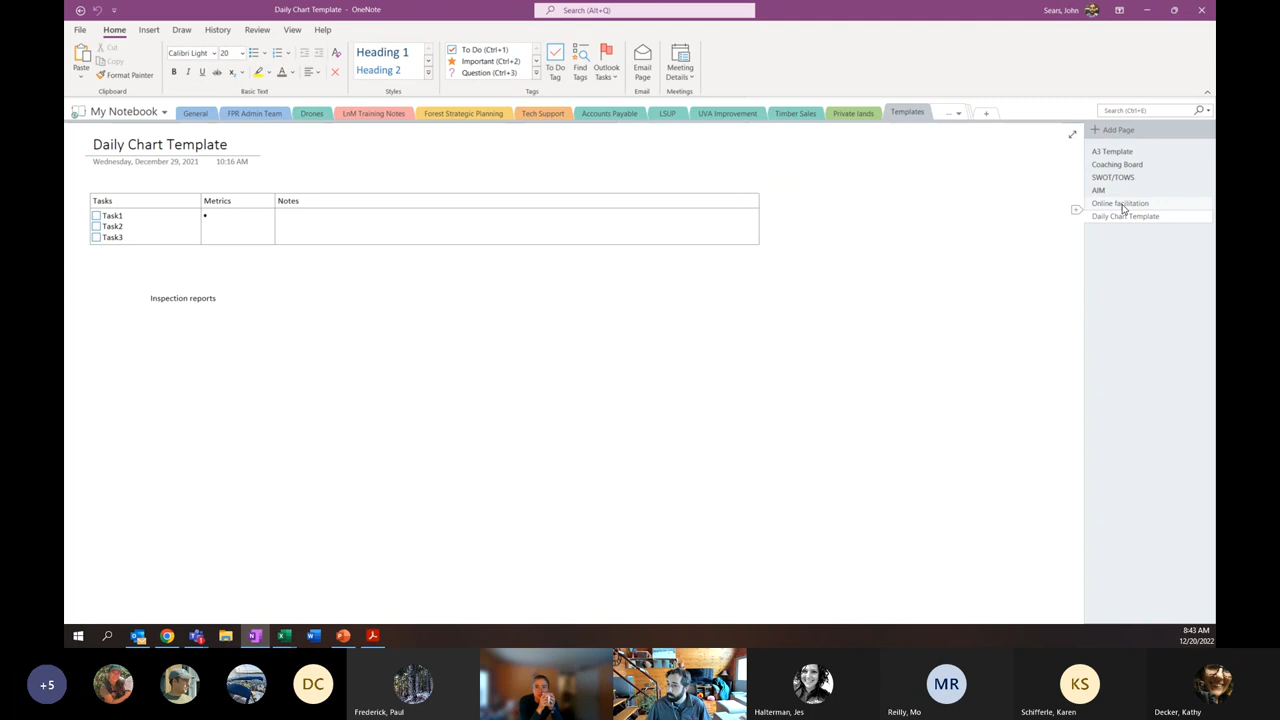 Daily Chart Template - OneNote
Search (Alt+Q)
Sears, John
File Home Insert Draw History Review View Help
Paste
Cut
Copy
Format Painter
Clipboard
Calibri Light 20
B I U ab x
Basic Text
Heading 1
Heading 2
Styles
To Do (Ctrl+1)
Important (Ctrl+2)
Question (Ctrl+3)
To Do Tag
Find Tags
Outlook Tasks
Tags
Email Page
Email
Meeting Details
Meetings
My Notebook
General FPR Admin Team Drones LnM Training Notes Forest Strategic Planning Tech Support Accounts Payable LSUP UVA Improvement Timber Sales Private lands Templates ...
Search (Ctrl+E)
Daily Chart Template
Wednesday, December 29, 2021 10:16 AM
Tasks Metrics Notes
Task1 •
Task2
Task3
Inspection reports
+ Add Page
A3 Template
Coaching Board
SWOT/TOWS
AIM
Online facilitation
Daily Chart Template
8:43 AM
12/20/2022
+5
DC
Frederick, Paul
Halterman, Jes
MR
Reilly, Mo
KS
Schifferle, Karen
Decker, Kathy